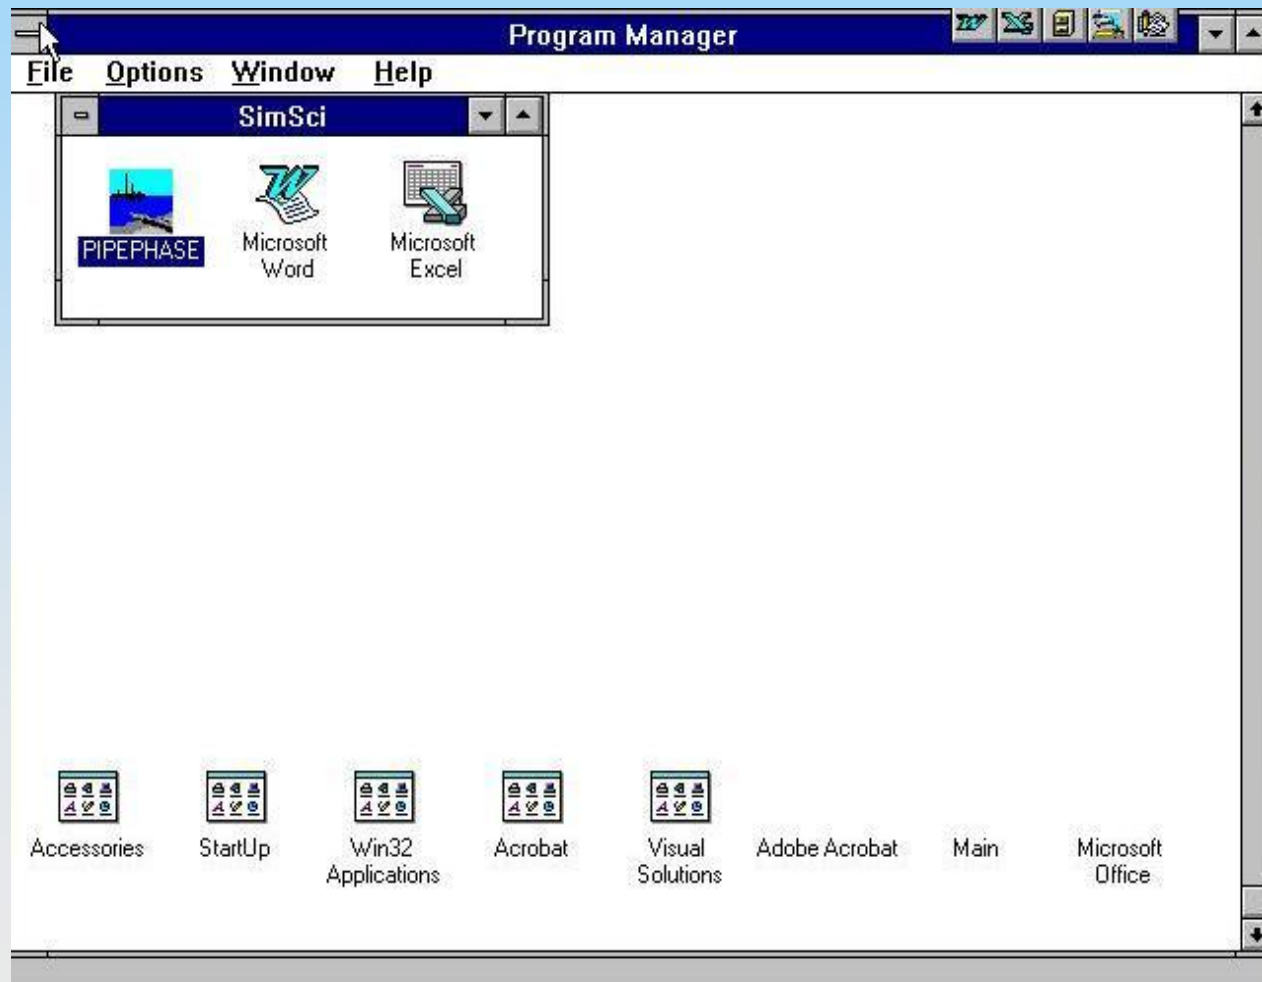 Program Manager
File Options Window Help
SimSci
PIPEPHASE
Microsoft
Word
Microsoft
Excel
Accessories
StartUp
Win32
Applications
Acrobat
Visual
Solutions
Adobe Acrobat
Main
Microsoft
Office